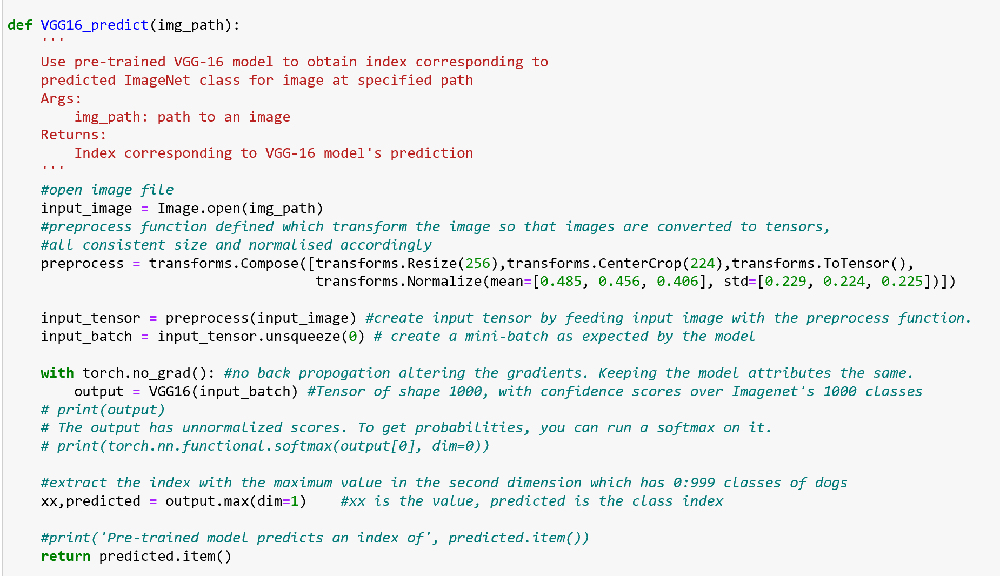 def VGG16_predict(img_path):
    '''
    Use pre-trained VGG-16 model to obtain index corresponding to
    predicted ImageNet class for image at specified path
    Args:
        img_path: path to an image
    Returns:
        Index corresponding to VGG-16 model's prediction
    '''
    #open image file
    input_image = Image.open(img_path)
    #preprocess function defined which transform the image so that images are converted to tensors,
    #all consistent size and normalised accordingly
    preprocess = transforms.Compose([transforms.Resize(256),transforms.CenterCrop(224),transforms.ToTensor(),
                                     transforms.Normalize(mean=[0.485, 0.456, 0.406], std=[0.229, 0.224, 0.225])])

    input_tensor = preprocess(input_image) #create input tensor by feeding input image with the preprocess function.
    input_batch = input_tensor.unsqueeze(0) # create a mini-batch as expected by the model

    with torch.no_grad(): #no back propogation altering the gradients. Keeping the model attributes the same.
        output = VGG16(input_batch) #Tensor of shape 1000, with confidence scores over Imagenet's 1000 classes
    # print(output)
    # The output has unnormalized scores. To get probabilities, you can run a softmax on it.
    # print(torch.nn.functional.softmax(output[0], dim=0))

    #extract the index with the maximum value in the second dimension which has 0:999 classes of dogs
    xx,predicted = output.max(dim=1)    #xx is the value, predicted is the class index

    #print('Pre-trained model predicts an index of', predicted.item())
    return predicted.item()